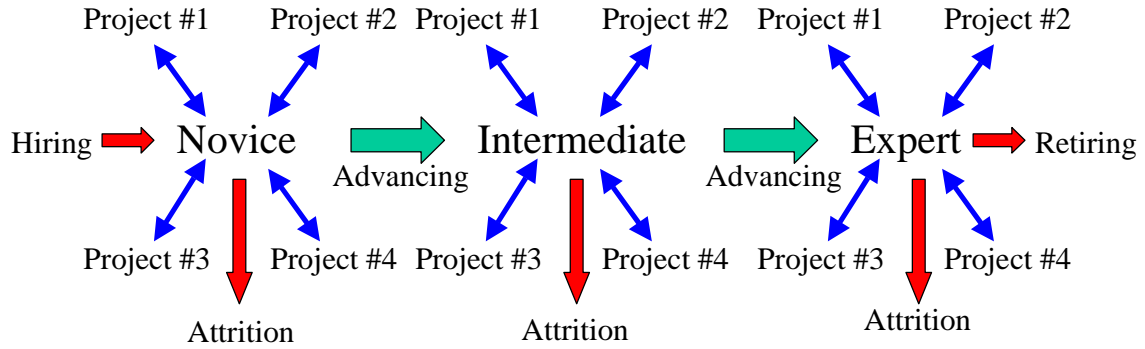 Project #1
Project #2
Project #1
Project #2
Project #1
Project #2
Hiring
Novice
Intermediate
Expert
Retiring
Advancing
Advancing
Project #3
Project #4
Project #3
Project #4
Project #3
Project #4
Attrition
Attrition
Attrition